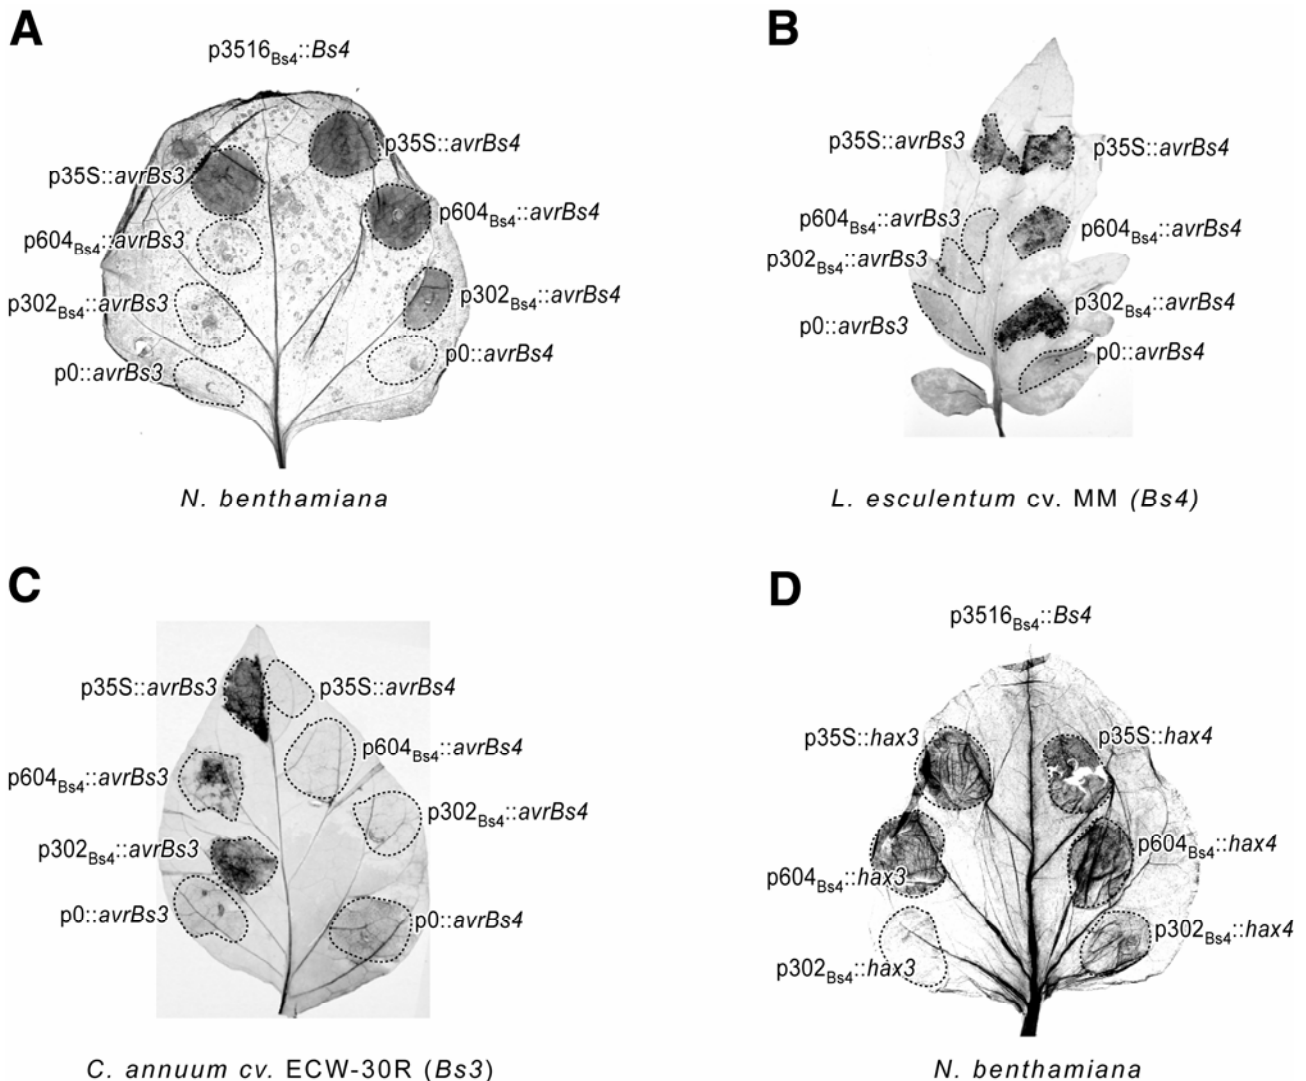 A
p3516Bs4::Bs4
p35S::avrBs4
p35S::avrBs3
p604Bs4::avrBs4
p604Bs4::avrBs3
p302Bs4::avrBs4
p302Bs4::avrBs3
p0::avrBs4
p0::avrBs3
N. benthamiana
B
p35S::avrBs3
p35S::avrBs4
p604Bs4::avrBs3
p604Bs4::avrBs4
p302Bs4::avrBs3
p302Bs4::avrBs4
p0::avrBs3
p0::avrBs4
L. esculentum cv. MM (Bs4)
C
p35S::avrBs3
p35S::avrBs4
p604Bs4::avrBs4
p604Bs4::avrBs3
p302Bs4::avrBs4
p302Bs4::avrBs3
p0::avrBs3
p0::avrBs4
C. annuum cv. ECW-30R (Bs3)
D
p3516Bs4::Bs4
p35S::hax3
p35S::hax4
p604Bs4::hax4
p604Bs4::hax3
p302Bs4::hax4
p302Bs4::hax3
N. benthamiana